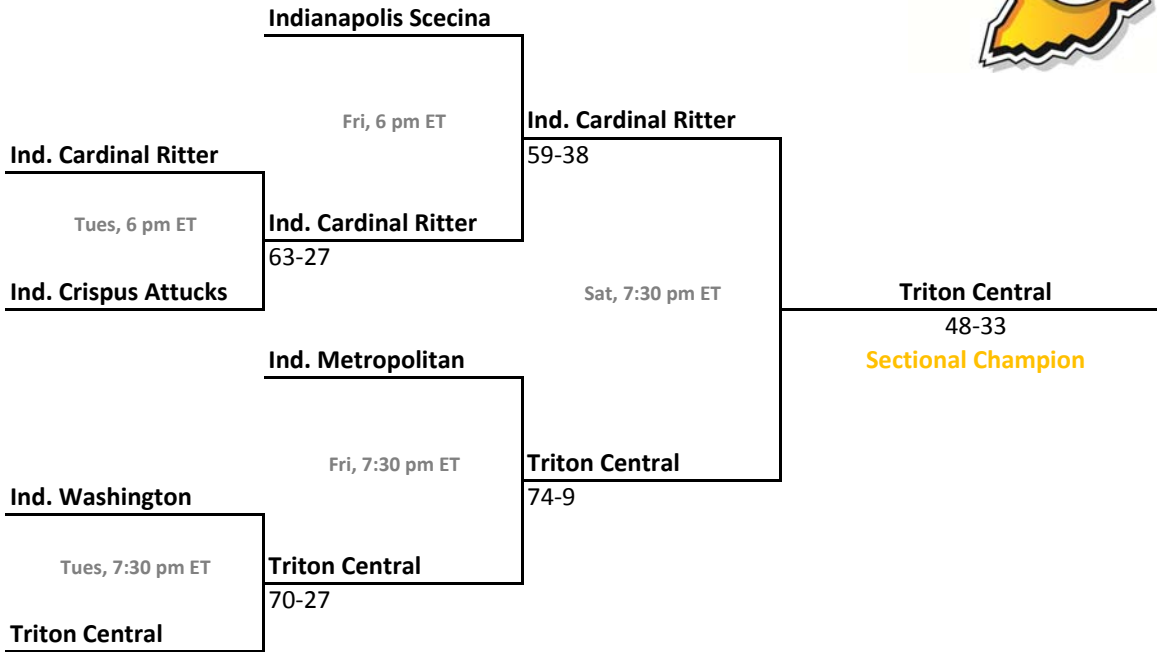 Indianapolis Scecina
Fri, 6 pm ET
Ind. Cardinal Ritter
Ind. Cardinal Ritter
59-38
Tues, 6 pm ET
Ind. Cardinal Ritter
63-27
Ind. Crispus Attucks
Sat, 7:30 pm ET
Triton Central
48-33
Ind. Metropolitan
Sectional Champion
Fri, 7:30 pm ET
Triton Central
Ind. Washington
74-9
Tues, 7:30 pm ET
Triton Central
70-27
Triton Central